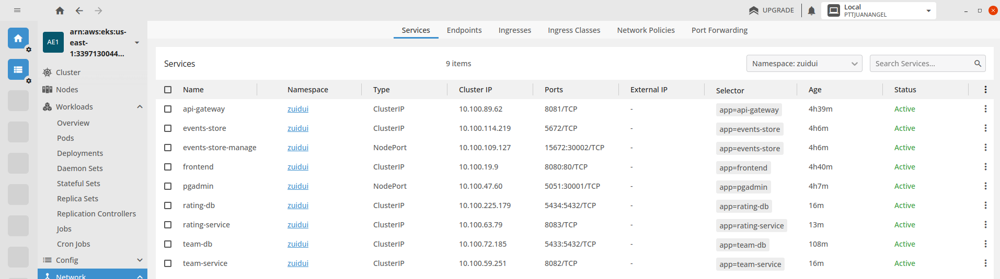 UPGRADE
Local
PTTJUANANGEL
AE1
arn:aws:eks:us-
east-
1:3397130044...
Cluster
Nodes
Workloads
Overview
Pods
Deployments
Daemon Sets
Stateful Sets
Replica Sets
Replication Controllers
Jobs
Cron Jobs
Config
Network
Services Endpoints Ingresses Ingress Classes Network Policies Port Forwarding
Services 9 items Namespace: zuidui Search Services...
Name Namespace Type Cluster IP Ports External IP Selector Age Status
api-gateway zuidui ClusterIP 10.100.89.62 8081/TCP - app=api-gateway 4h39m Active
events-store zuidui ClusterIP 10.100.114.219 5672/TCP - app=events-store 4h6m Active
events-store-manage zuidui NodePort 10.100.109.127 15672:30002/TCP - app=events-store 4h6m Active
frontend zuidui ClusterIP 10.100.19.9 8080:80/TCP - app=frontend 4h40m Active
pgadmin zuidui NodePort 10.100.47.60 5051:30001/TCP - app=pgadmin 4h7m Active
rating-db zuidui ClusterIP 10.100.225.179 5434:5432/TCP - app=rating-db 16m Active
rating-service zuidui ClusterIP 10.100.63.79 8083/TCP - app=rating-service 13m Active
team-db zuidui ClusterIP 10.100.72.185 5433:5432/TCP - app=team-db 108m Active
team-service zuidui ClusterIP 10.100.59.251 8082/TCP - app=team-service 16m Active